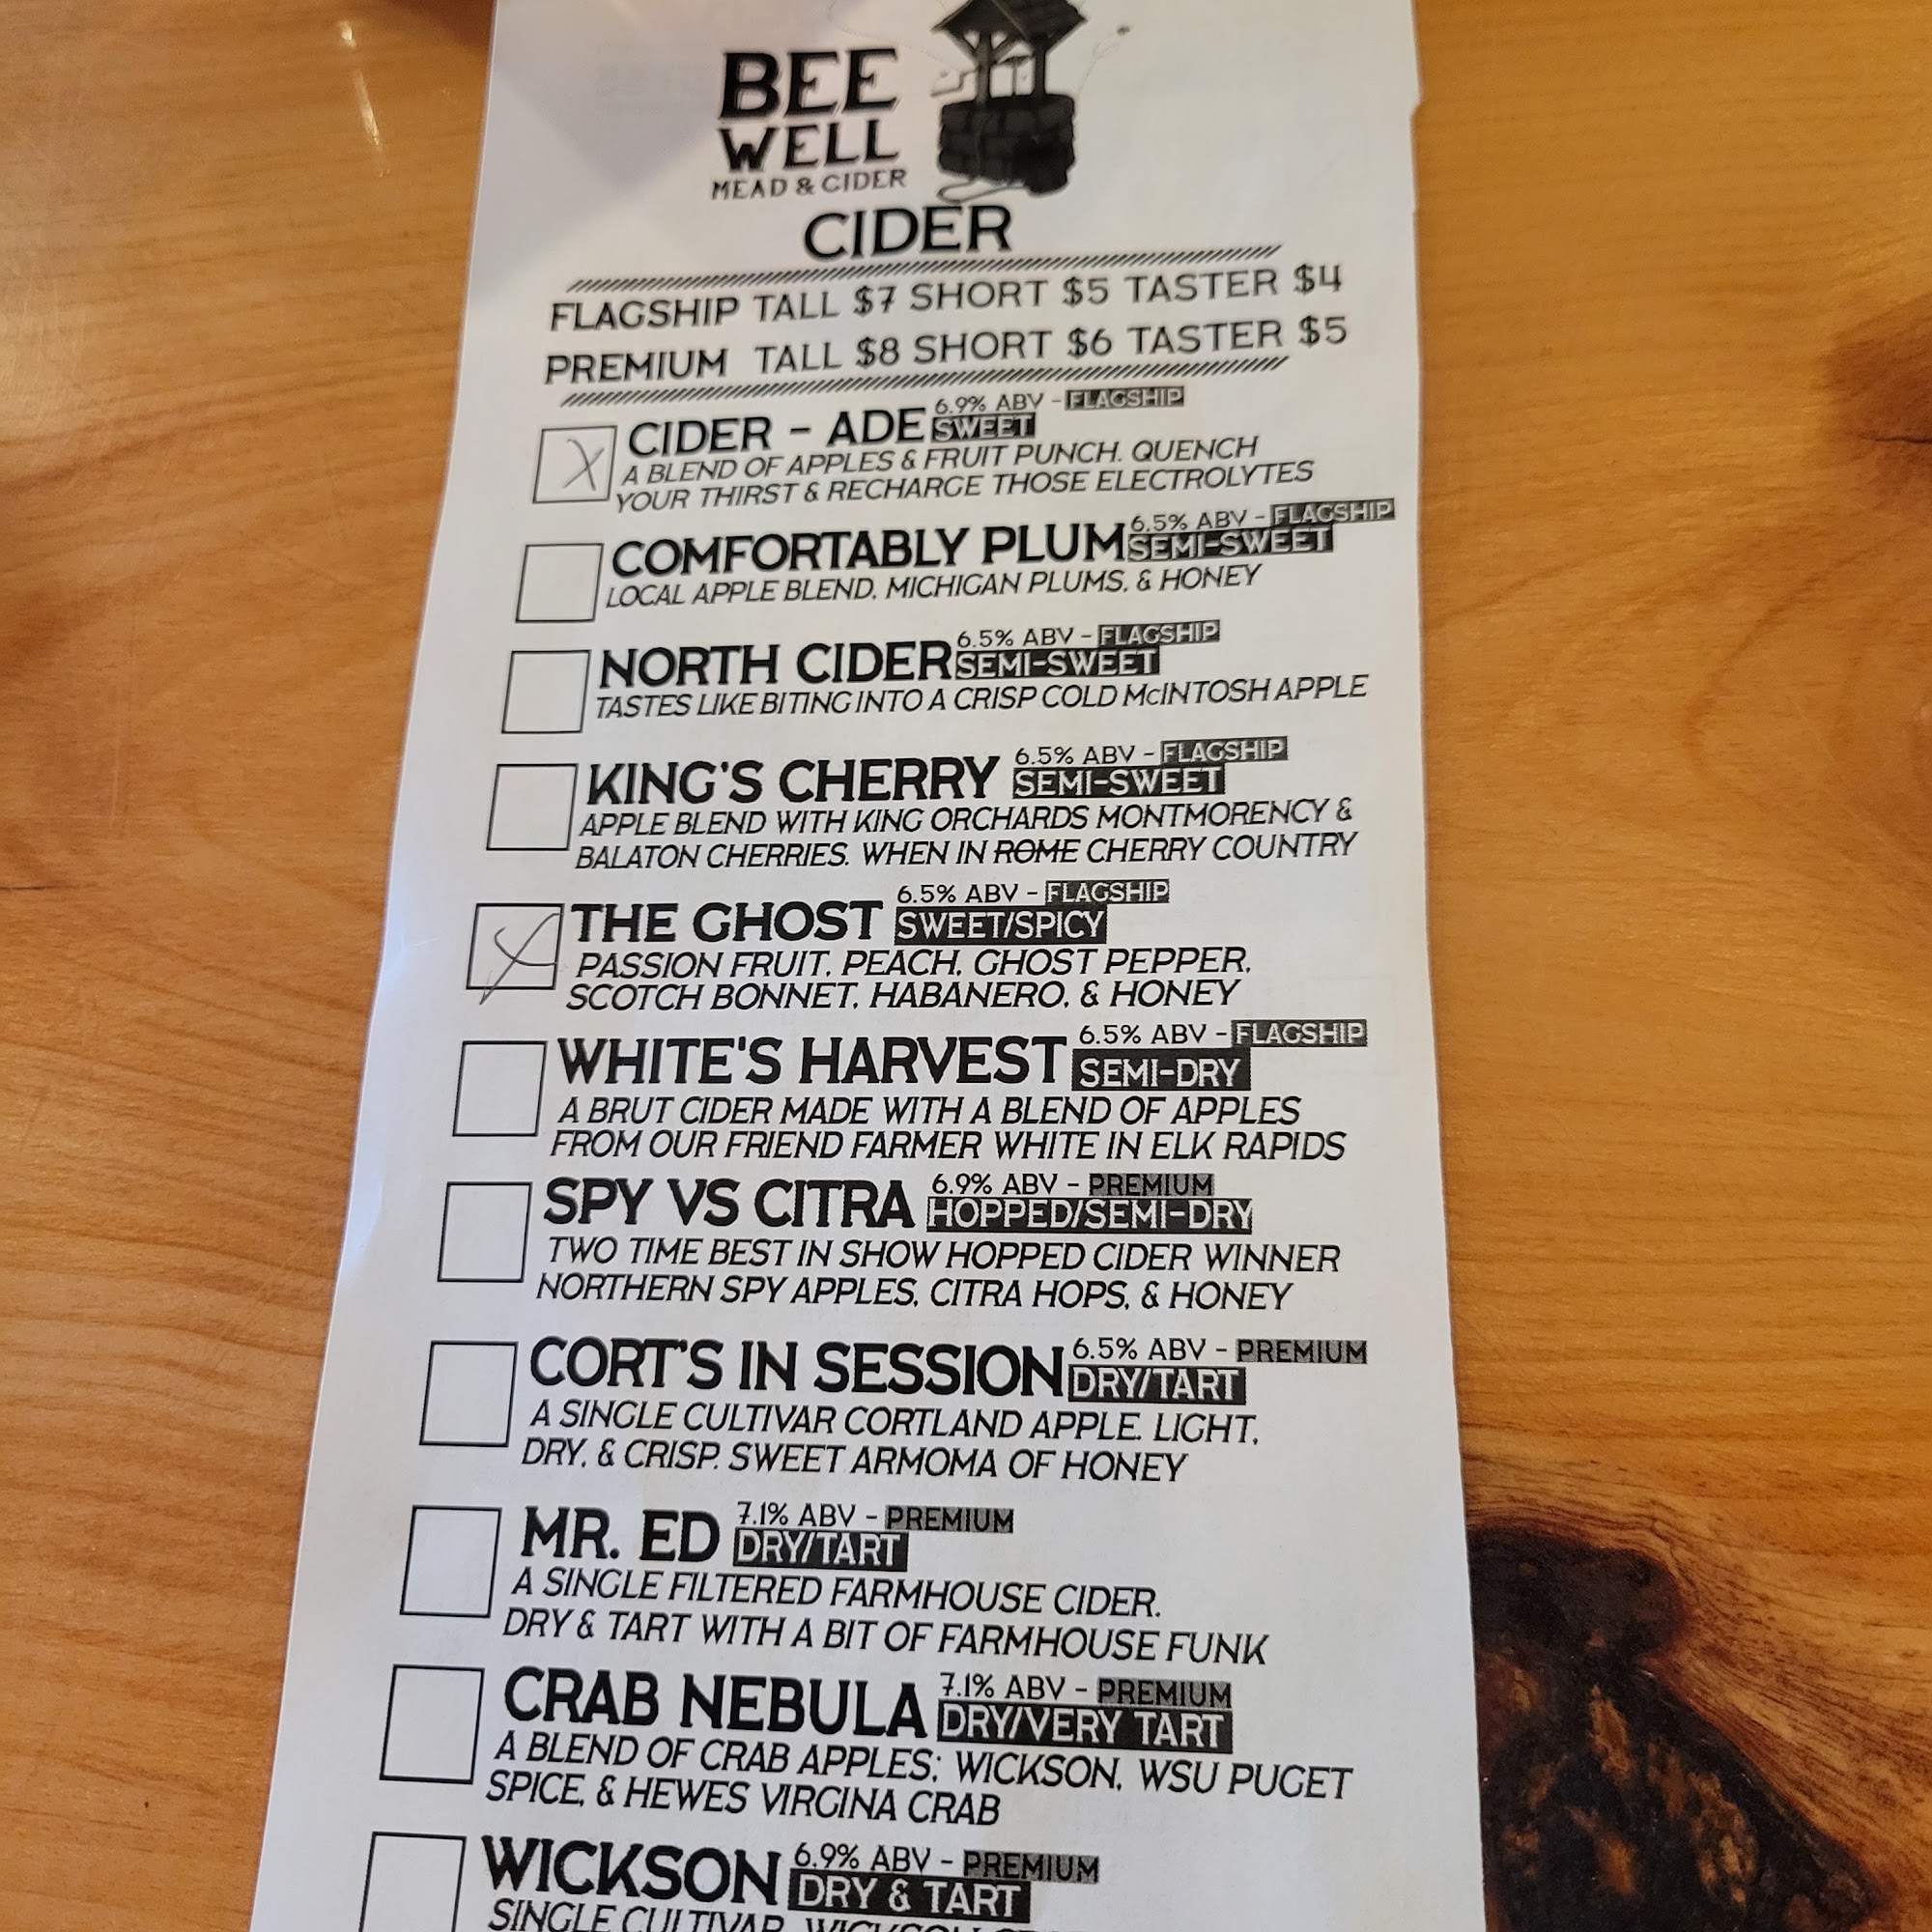 BEE
WELL
MEAD & CIDER
CIDER
FLAGSHIP TALL $7 SHORT $5 TASTER $4
PREMIUM TALL $8 SHORT $6 TASTER $5
CIDER - ADE 6.9% ABV - FLAGSHIP
SWEET
A BLEND OF APPLES & FRUIT PUNCH. QUENCH
YOUR THIRST & RECHARGE THOSE ELECTROLYTES
COMFORTABLY PLUM 6.5% ABV - FLAGSHIP
SEMI-SWEET
LOCAL APPLE BLEND, MICHIGAN PLUMS, & HONEY
NORTH CIDER 6.5% ABV - FLAGSHIP
SEMI-SWEET
TASTES LIKE BITING INTO A CRISP COLD McINTOSH APPLE
KING'S CHERRY 6.5% ABV - FLAGSHIP
SEMI-SWEET
APPLE BLEND WITH KING ORCHARDS MONTMORENCY &
BALATON CHERRIES. WHEN IN ROME CHERRY COUNTRY
THE GHOST 6.5% ABV - FLAGSHIP
SWEET/SPICY
PASSION FRUIT, PEACH, GHOST PEPPER,
SCOTCH BONNET, HABANERO, & HONEY
WHITE'S HARVEST 6.5% ABV - FLAGSHIP
SEMI-DRY
A BRUT CIDER MADE WITH A BLEND OF APPLES
FROM OUR FRIEND FARMER WHITE IN ELK RAPIDS
SPY VS CITRA 6.9% ABV - PREMIUM
HOPPED/SEMI-DRY
TWO TIME BEST IN SHOW HOPPED CIDER WINNER
NORTHERN SPY APPLES, CITRA HOPS, & HONEY
CORT'S IN SESSION 6.5% ABV - PREMIUM
DRY/TART
A SINGLE CULTIVAR CORTLAND APPLE. LIGHT,
DRY, & CRISP. SWEET ARMOMA OF HONEY
MR. ED 7.1% ABV - PREMIUM
DRY/TART
A SINGLE FILTERED FARMHOUSE CIDER.
DRY & TART WITH A BIT OF FARMHOUSE FUNK
CRAB NEBULA 7.1% ABV - PREMIUM
DRY/VERY TART
A BLEND OF CRAB APPLES; WICKSON, WSU PUGET
SPICE, & HEWES VIRGINA CRAB
WICKSON 6.9% ABV - PREMIUM
DRY & TART
SINGLE CULTIVAR, WICKSON